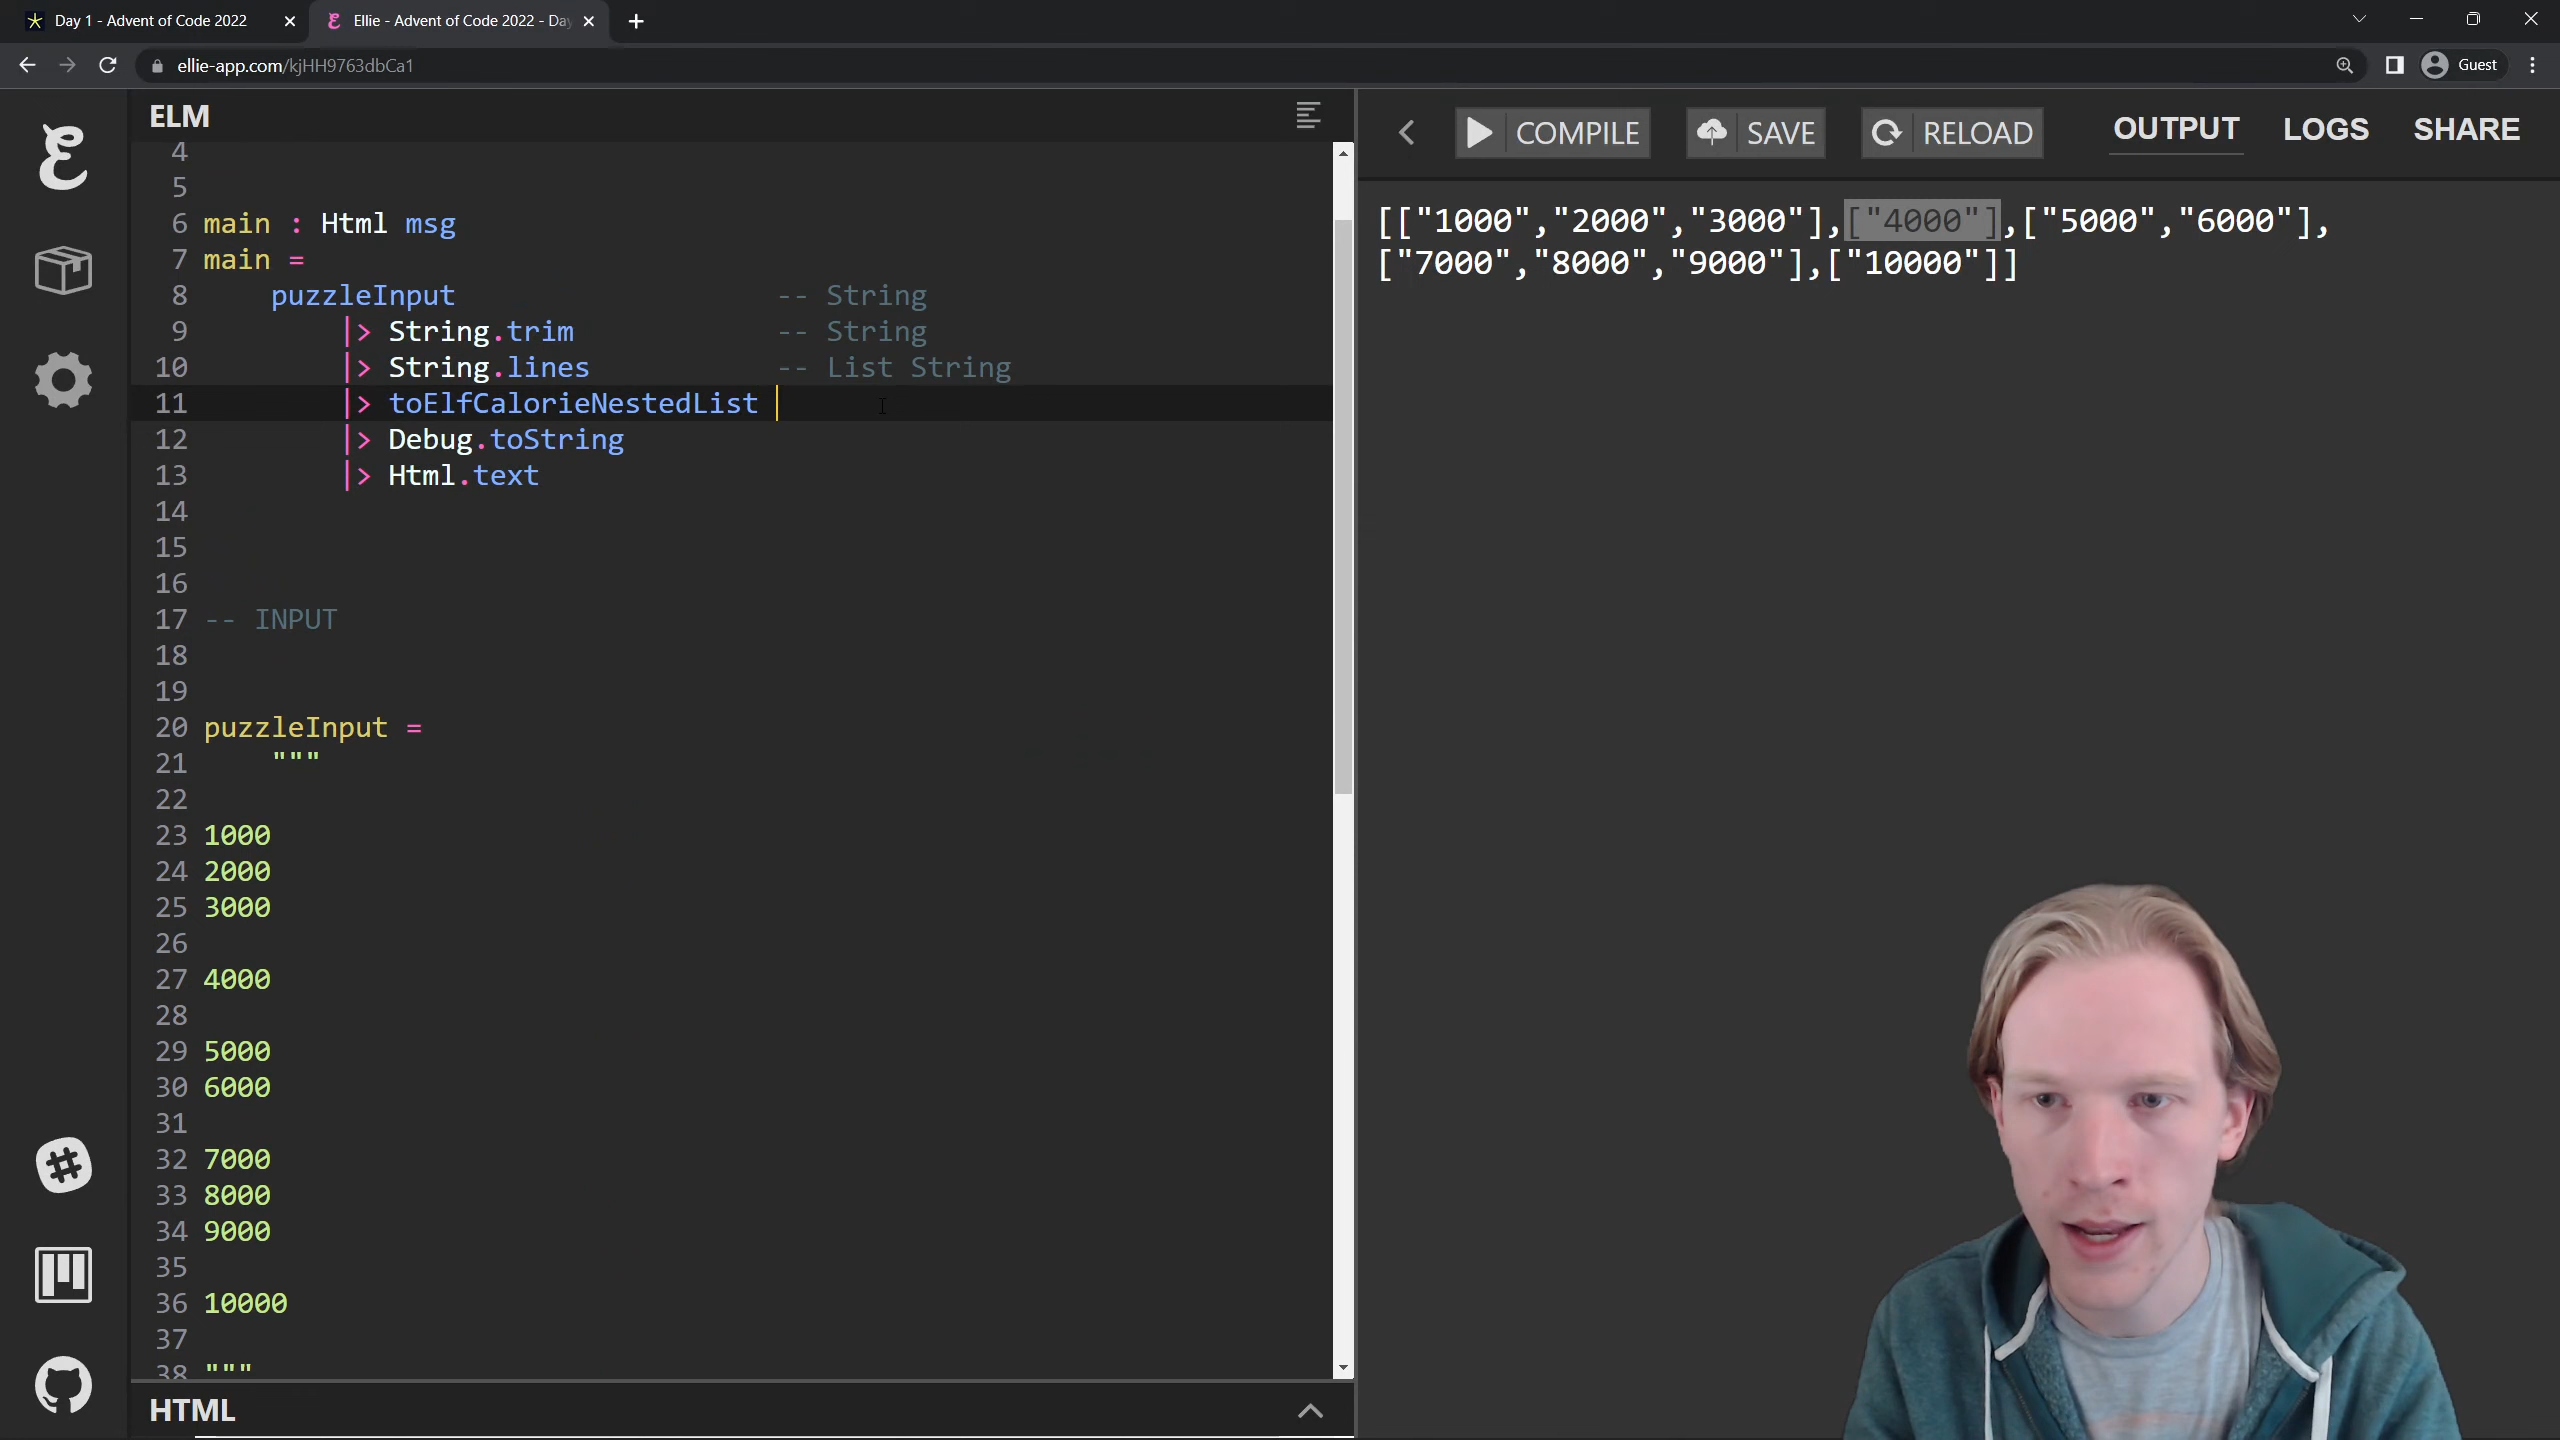 Day 1 - Advent of Code 2022
Ellie - Advent of Code 2022 - Da
ellie-app.com/kjHH9763dbCa1
Guest
ELM
COMPILE
SAVE
RELOAD
OUTPUT
LOGS
SHARE
4
5
6 main : Html msg
7 main =
8 puzzleInput -- String
9 |> String.trim -- String
10 |> String.lines -- List String
11 |> toElfCalorieNestedList
12 |> Debug.toString
13 |> Html.text
14
15
16
17 -- INPUT
18
19
20 puzzleInput =
21 """
22
23 1000
24 2000
25 3000
26
27 4000
28
29 5000
30 6000
31
32 7000
33 8000
34 9000
35
36 10000
37
38 """
HTML
[["1000","2000","3000"],["4000"],["5000","6000"],
["7000","8000","9000"],["10000"]]